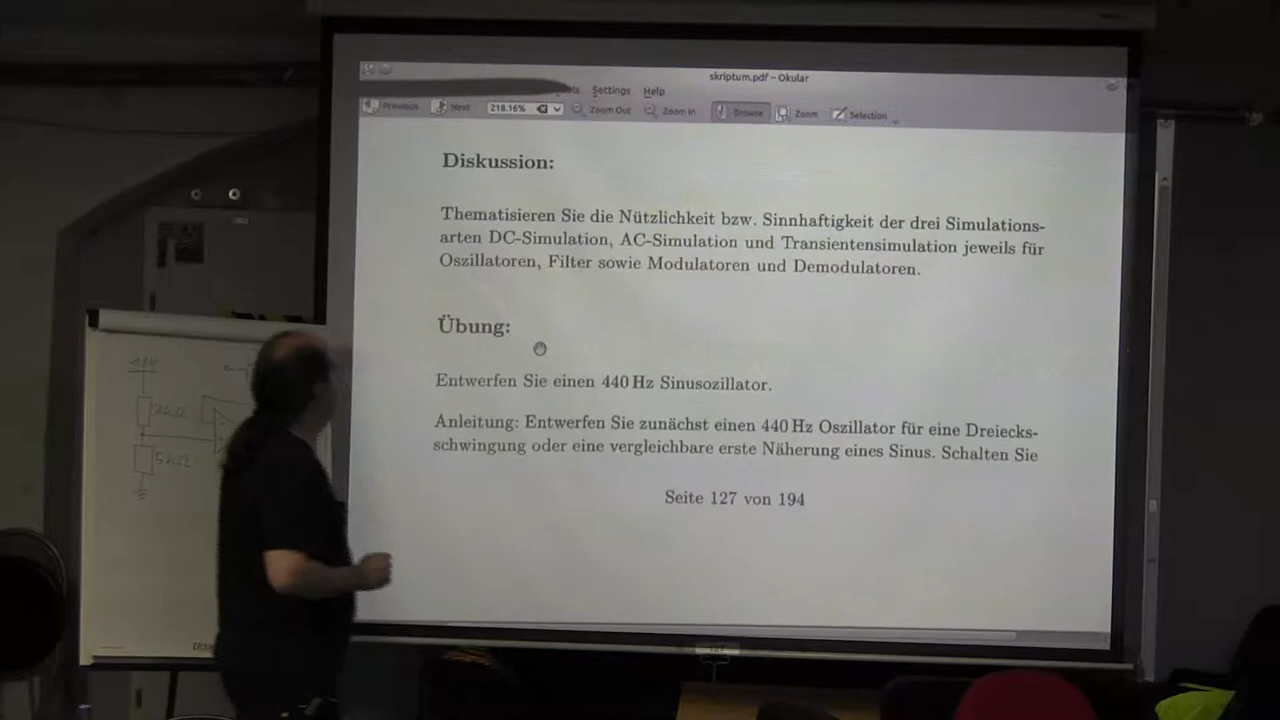 skriptum.pdf – Okular
Settings Help
Previous Next 218.16% Zoom Out Zoom In Browse Zoom Selection
Diskussion:
Thematisieren Sie die Nützlichkeit bzw. Sinnhaftigkeit der drei Simulations-
arten DC-Simulation, AC-Simulation und Transientensimulation jeweils für
Oszillatoren, Filter sowie Modulatoren und Demodulatoren.
Übung:
Entwerfen Sie einen 440 Hz Sinusozillator.
Anleitung: Entwerfen Sie zunächst einen 440 Hz Oszillator für eine Dreiecks-
schwingung oder eine vergleichbare erste Näherung eines Sinus. Schalten Sie
Seite 127 von 194